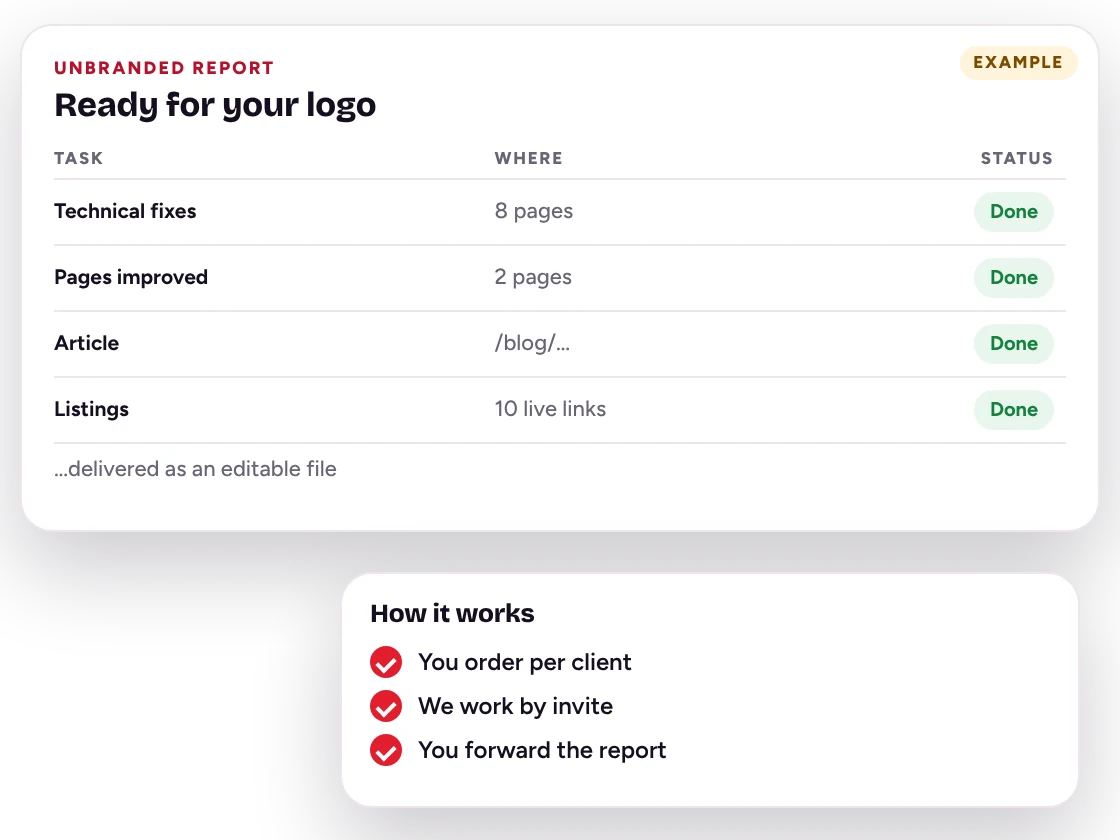 UNBRANDED REPORT
EXAMPLE
Ready for your logo
TASK WHERE STATUS
Technical fixes 8 pages Done
Pages improved 2 pages Done
Article /blog/... Done
Listings 10 live links Done
...delivered as an editable file
How it works
You order per client
We work by invite
You forward the report